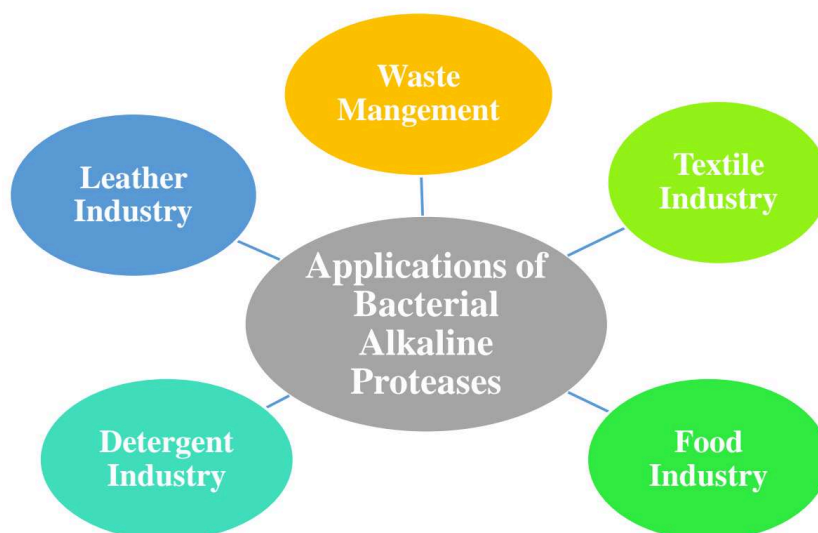 Waste
Mangement
Leather
Industry
Textile
Industry
Applications of
Bacterial
Alkaline
Proteases
Detergent
Industry
Food
Industry